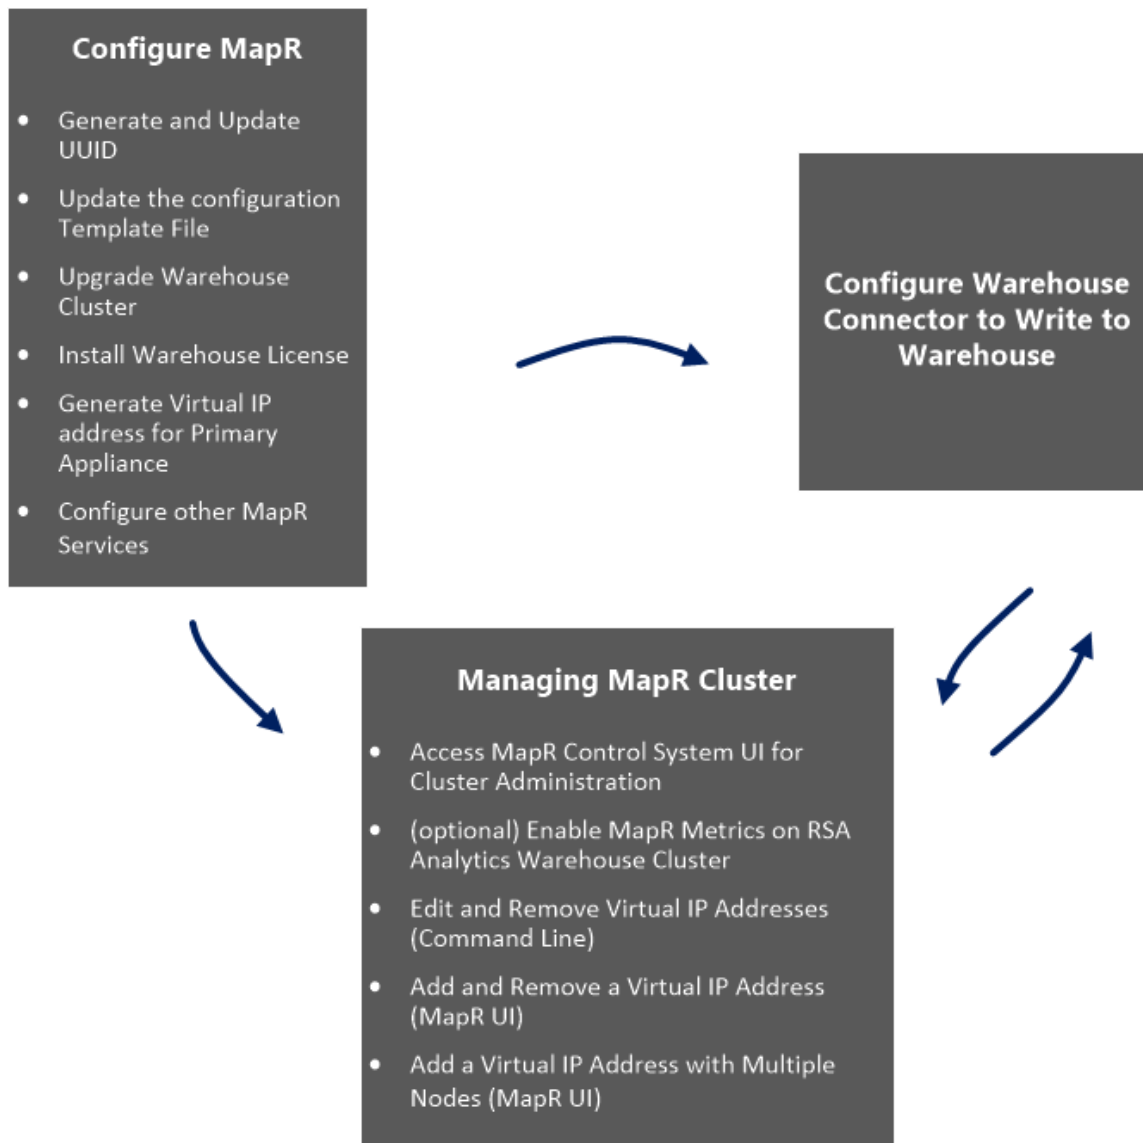 Configure MapR
• Generate and Update
UUID
• Update the configuration
Template File
• Upgrade Warehouse
Cluster
• Install Warehouse License
• Generate Virtual IP
address for Primary
Appliance
• Configure other MapR
Services
Configure Warehouse
Connector to Write to
Warehouse
Managing MapR Cluster
• Access MapR Control System UI for
Cluster Administration
• (optional) Enable MapR Metrics on RSA
Analytics Warehouse Cluster
• Edit and Remove Virtual IP Addresses
(Command Line)
• Add and Remove a Virtual IP Address
(MapR UI)
• Add a Virtual IP Address with Multiple
Nodes (MapR UI)